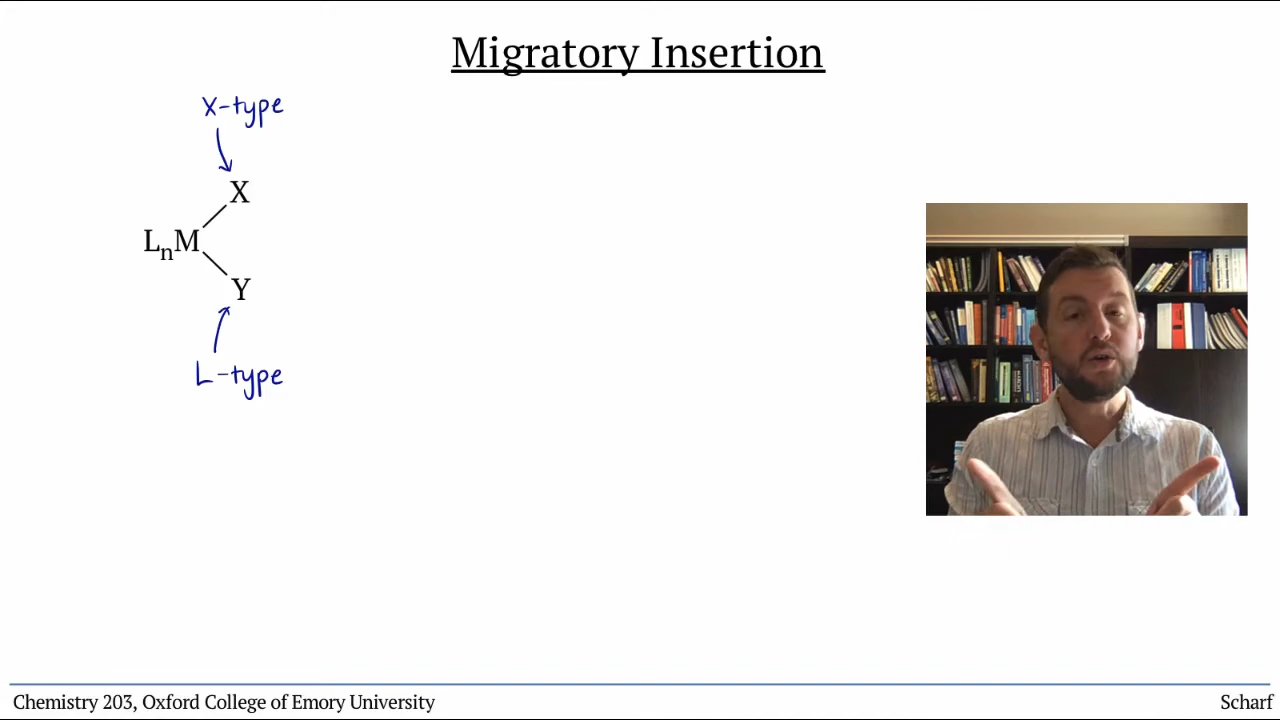 Migratory Insertion
X-type
X
LₙM
Y
L-type
Chemistry 203, Oxford College of Emory University
Scharf